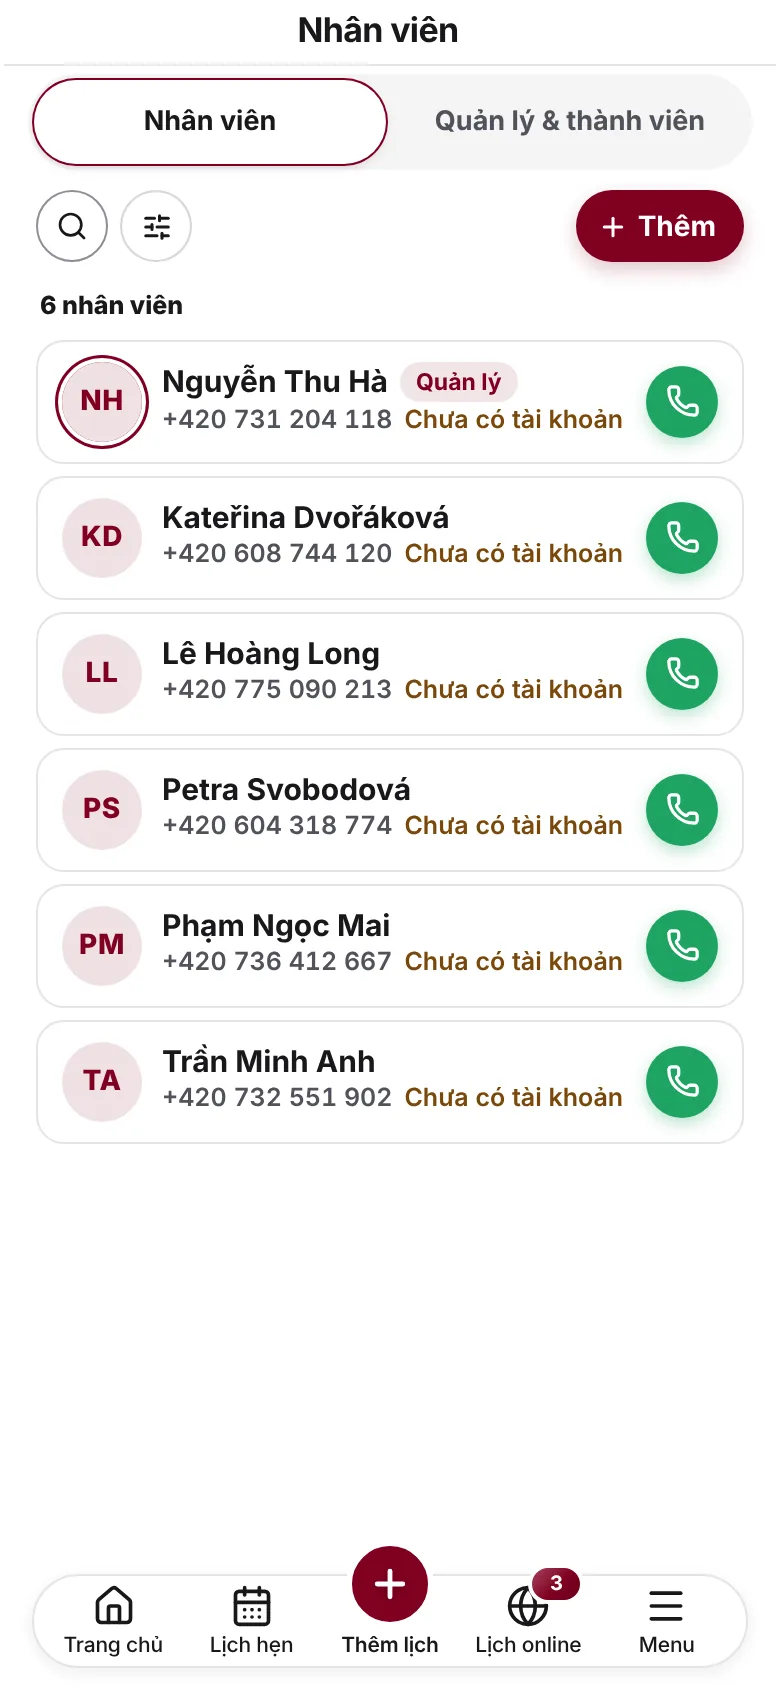 Nhân viên
Nhân viên
Quản lý & thành viên
+ Thêm
6 nhân viên
NH
Nguyễn Thu Hà Quản lý
+420 731 204 118 Chưa có tài khoản
KD
Kateřina Dvořáková
+420 608 744 120 Chưa có tài khoản
LL
Lê Hoàng Long
+420 775 090 213 Chưa có tài khoản
PS
Petra Svobodová
+420 604 318 774 Chưa có tài khoản
PM
Phạm Ngọc Mai
+420 736 412 667 Chưa có tài khoản
TA
Trần Minh Anh
+420 732 551 902 Chưa có tài khoản
3
Trang chủ
Lịch hẹn
Thêm lịch
Lịch online
Menu